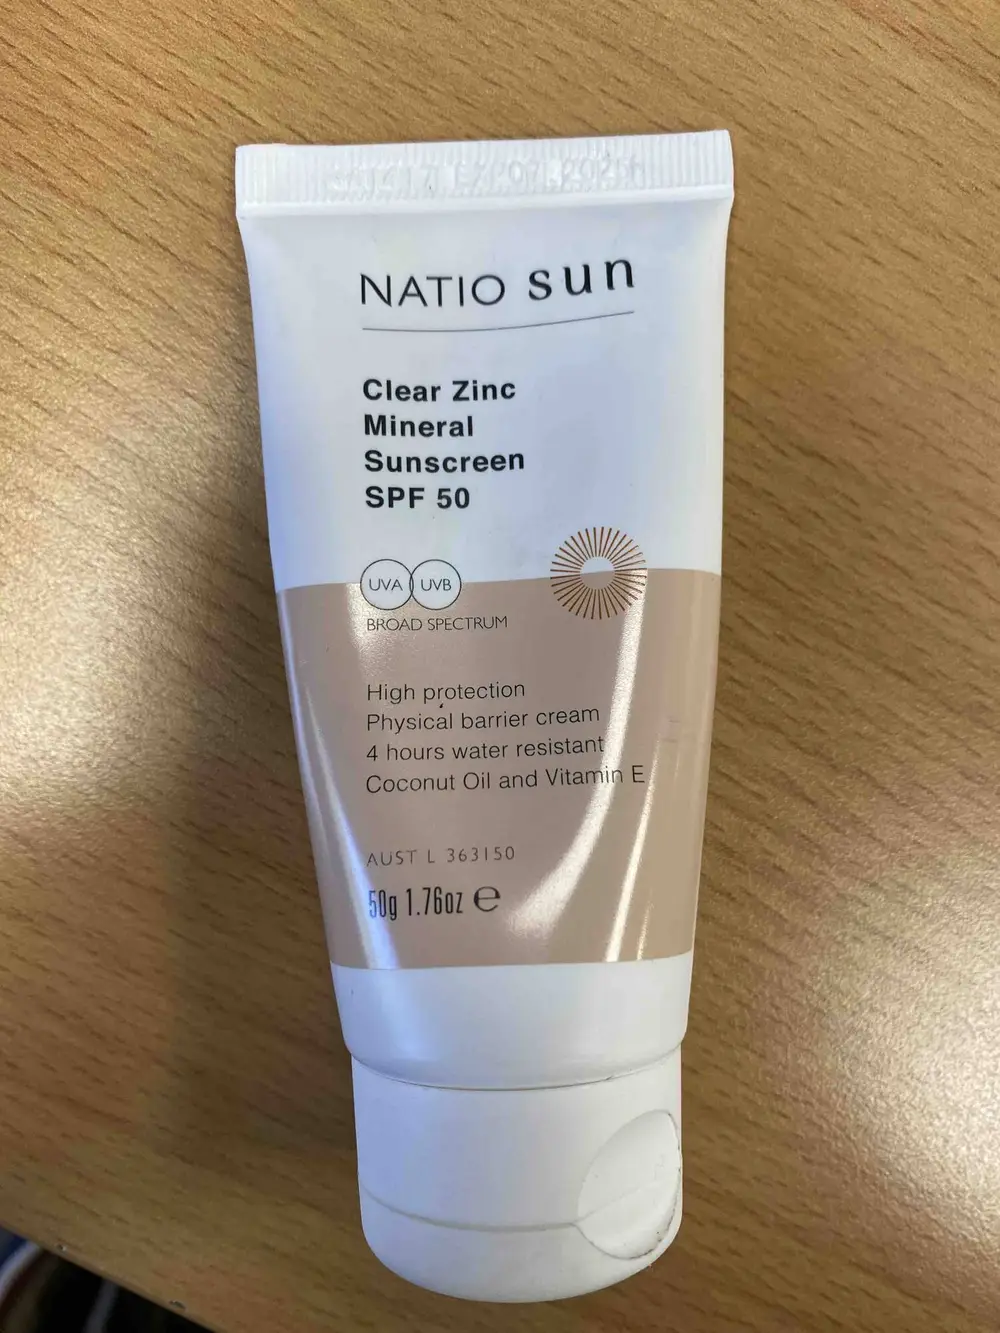 NATIO sun
Clear Zinc
Mineral
Sunscreen
SPF 50
UVA UVB
BROAD SPECTRUM
High protection
Physical barrier cream
4 hours water resistant
Coconut Oil and Vitamin E
AUST L 363150
50g 1.76oz ℮